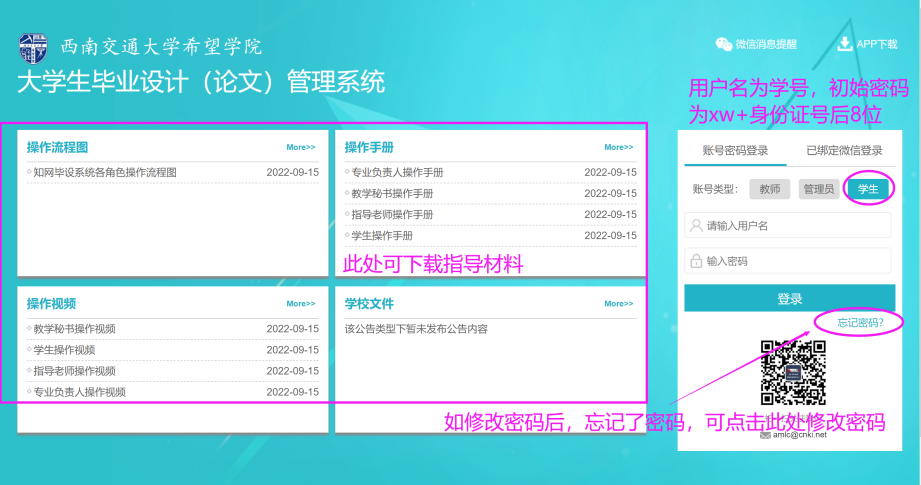 西南交通大学希望学院
大学生毕业设计（论文）管理系统
微信消息提醒
APP下载
用户名为学号，初始密码
为xw+身份证号后8位
操作流程图 More>>
知网毕设系统各角色操作流程图 2022-09-15
操作手册 More>>
专业负责人操作手册 2022-09-15
教学秘书操作手册 2022-09-15
指导老师操作手册 2022-09-15
学生操作手册 2022-09-15
此处可下载指导材料
操作视频 More>>
教学秘书操作视频 2022-09-15
学生操作视频 2022-09-15
指导老师操作视频 2022-09-15
专业负责人操作视频 2022-09-15
学校文件 More>>
该公告类型下暂未发布公告内容
账号密码登录 已绑定微信登录
账号类型： 教师 管理员 学生
请输入用户名
输入密码
登录
忘记密码？
如修改密码后，忘记了密码，可点击此处修改密码
amlc@cnki.net